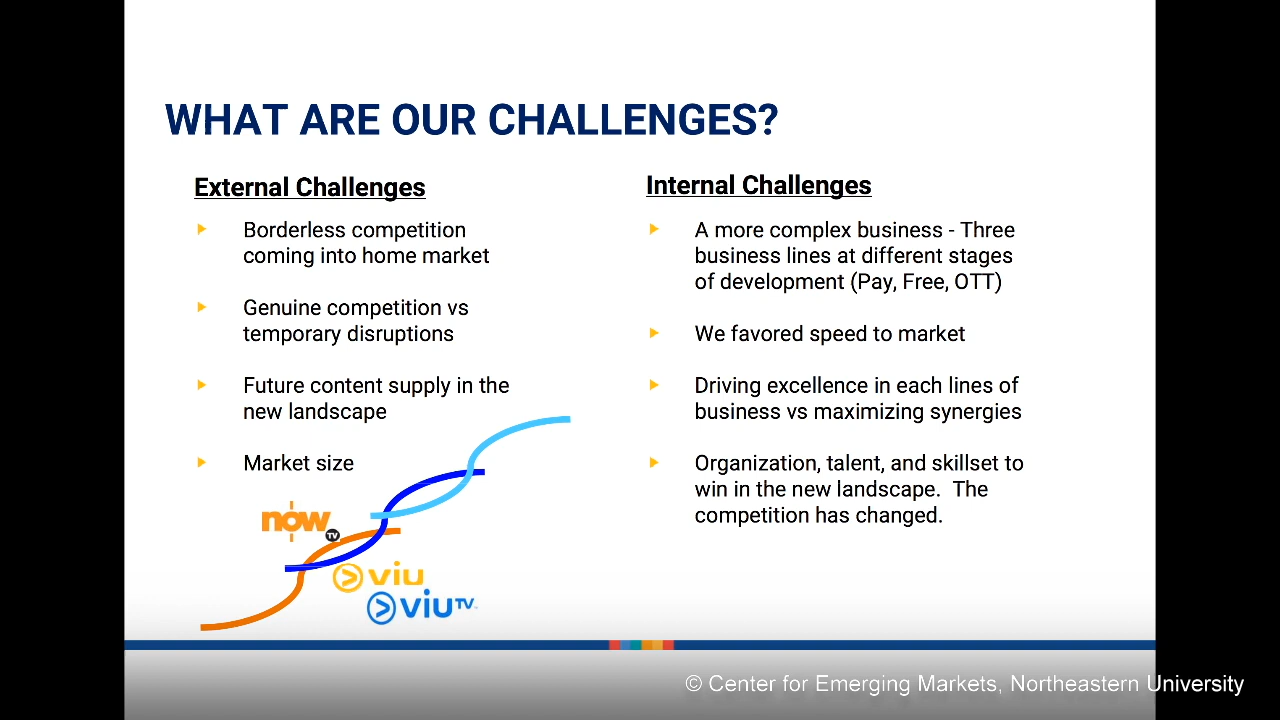 WHAT ARE OUR CHALLENGES?
External Challenges
Borderless competition
coming into home market
Genuine competition vs
temporary disruptions
Future content supply in the
new landscape
Market size
now
TV
viu
viuTV
Internal Challenges
A more complex business - Three
business lines at different stages
of development (Pay, Free, OTT)
We favored speed to market
Driving excellence in each lines of
business vs maximizing synergies
Organization, talent, and skillset to
win in the new landscape.  The
competition has changed.
© Center for Emerging Markets, Northeastern University